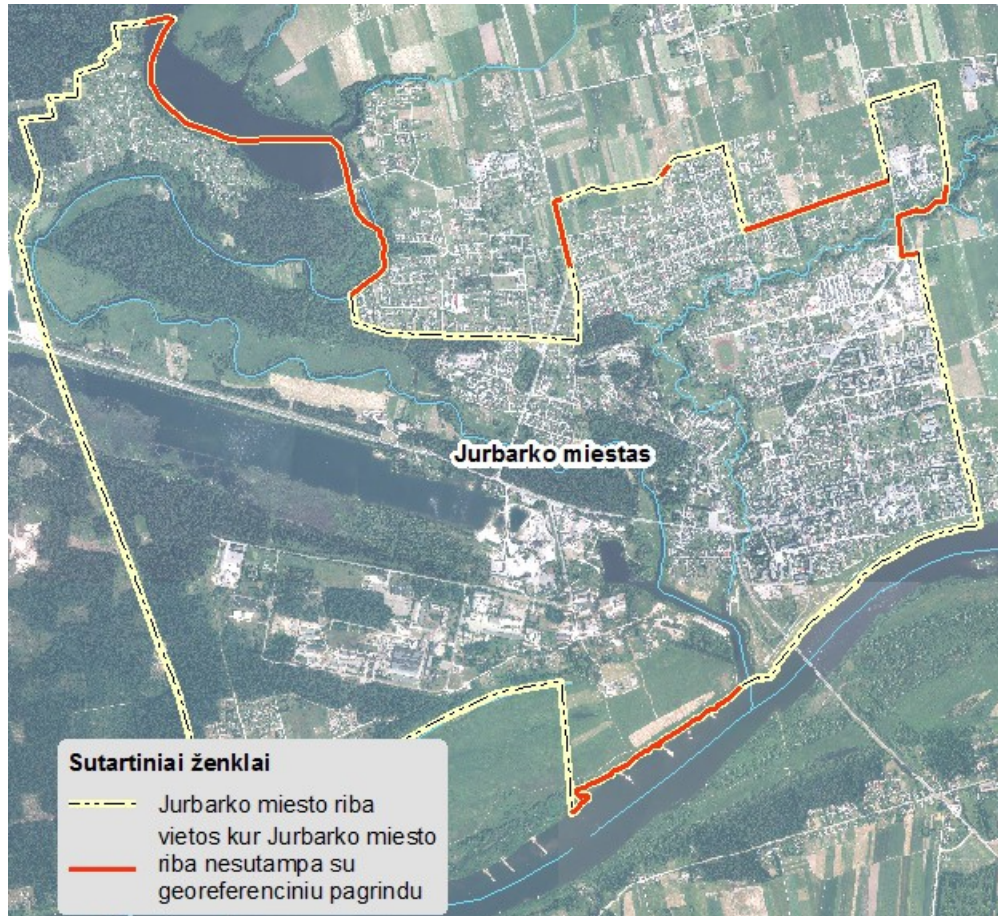 Jurbarko miestas
Sutartiniai ženklai
Jurbarko miesto riba
vietos kur Jurbarko miesto
riba nesutampa su
georeferenciniu pagrindu